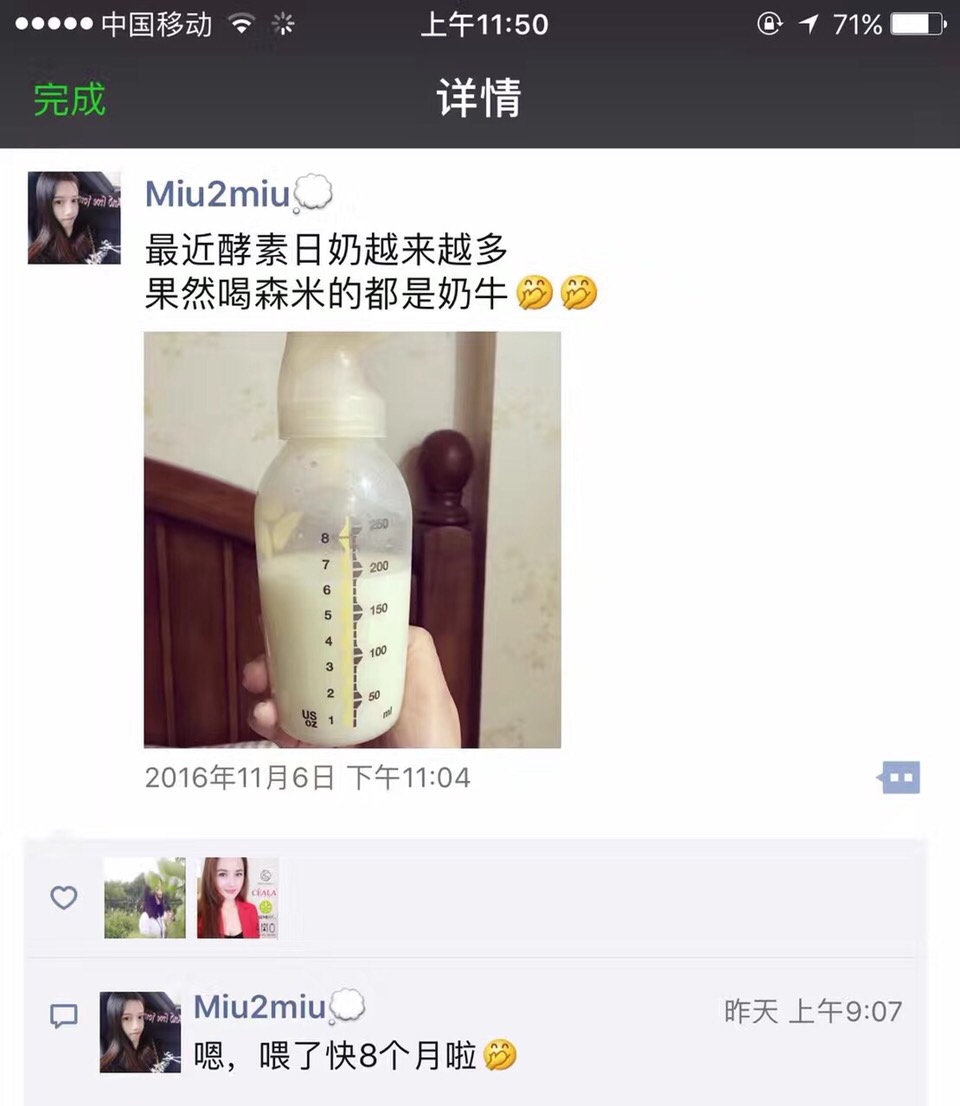 中国移动
上午11:50
71%
完成
详情
Miu2miu
最近酵素日奶越来越多
果然喝森米的都是奶牛🤭🤭
250
8
7
200
6
5
150
4
100
3
2
50
US
oz
1
ml
2016年11月6日 下午11:04
CÉALA
Miu2miu
昨天 上午9:07
嗯，喂了快8个月啦🤭